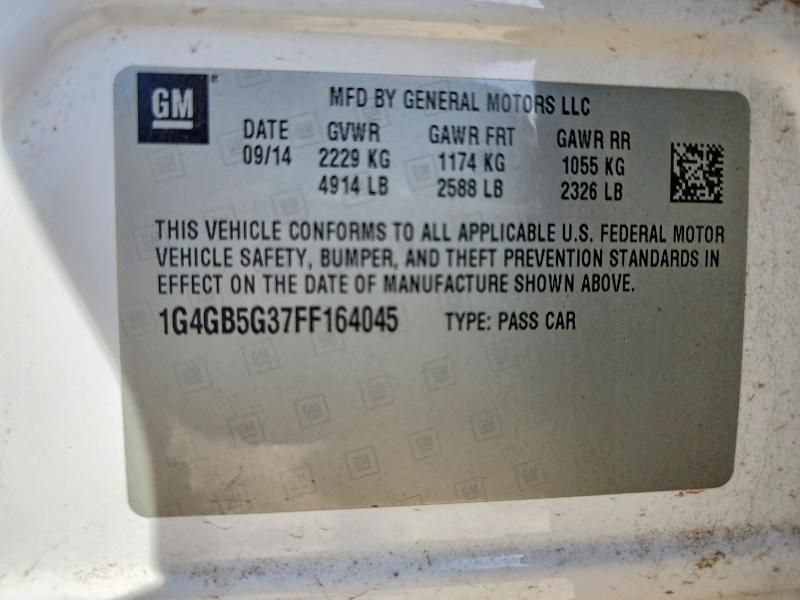 GM
MFD BY GENERAL MOTORS LLC
DATE GVWR GAWR FRT GAWR RR
09/14 2229 KG 1174 KG 1055 KG
4914 LB 2588 LB 2326 LB
THIS VEHICLE CONFORMS TO ALL APPLICABLE U.S. FEDERAL MOTOR
VEHICLE SAFETY, BUMPER, AND THEFT PREVENTION STANDARDS IN
EFFECT ON THE DATE OF MANUFACTURE SHOWN ABOVE.
1G4GB5G37FF164045 TYPE: PASS CAR